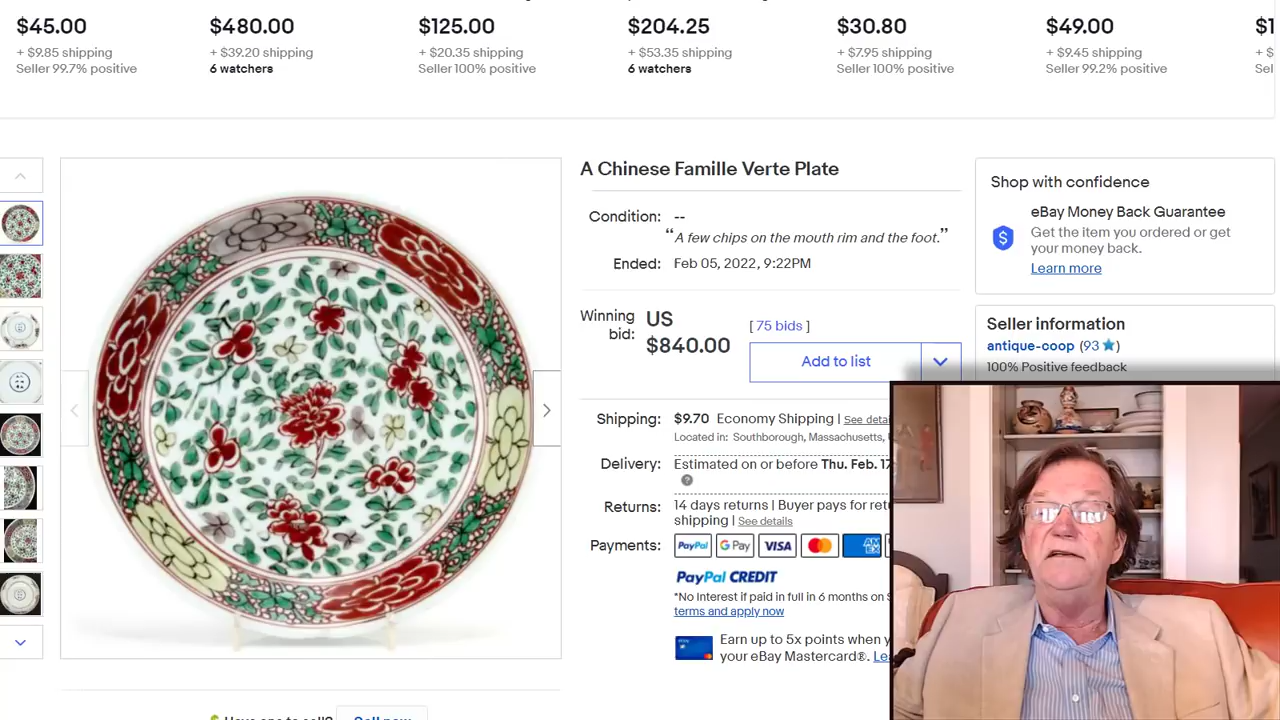 $45.00 $480.00 $125.00 $204.25 $30.80 $49.00
+ $9.85 shipping + $39.20 shipping + $20.35 shipping + $53.35 shipping + $7.95 shipping + $9.45 shipping
Seller 99.7% positive 6 watchers Seller 100% positive 6 watchers Seller 100% positive Seller 99.2% positive
A Chinese Famille Verte Plate
Condition: --
“A few chips on the mouth rim and the foot.”
Ended: Feb 05, 2022, 9:22PM
Winning bid:
US $840.00
[ 75 bids ]
Add to list
Shipping: $9.70 Economy Shipping | See
Located in: Southborough, Massachusetts,
Delivery: Estimated on or before Thu. Feb.
Returns: 14 days returns | Buyer pays for
shipping | See details
Payments: PayPal G Pay VISA
PayPal CREDIT
*No Interest if paid in full in 6 months on
terms and apply now
Earn up to 5x points when
your eBay Mastercard®.
Shop with confidence
eBay Money Back Guarantee
Get the item you ordered or get
your money back.
Learn more
Seller information
antique-coop (93)
100% Positive feedback